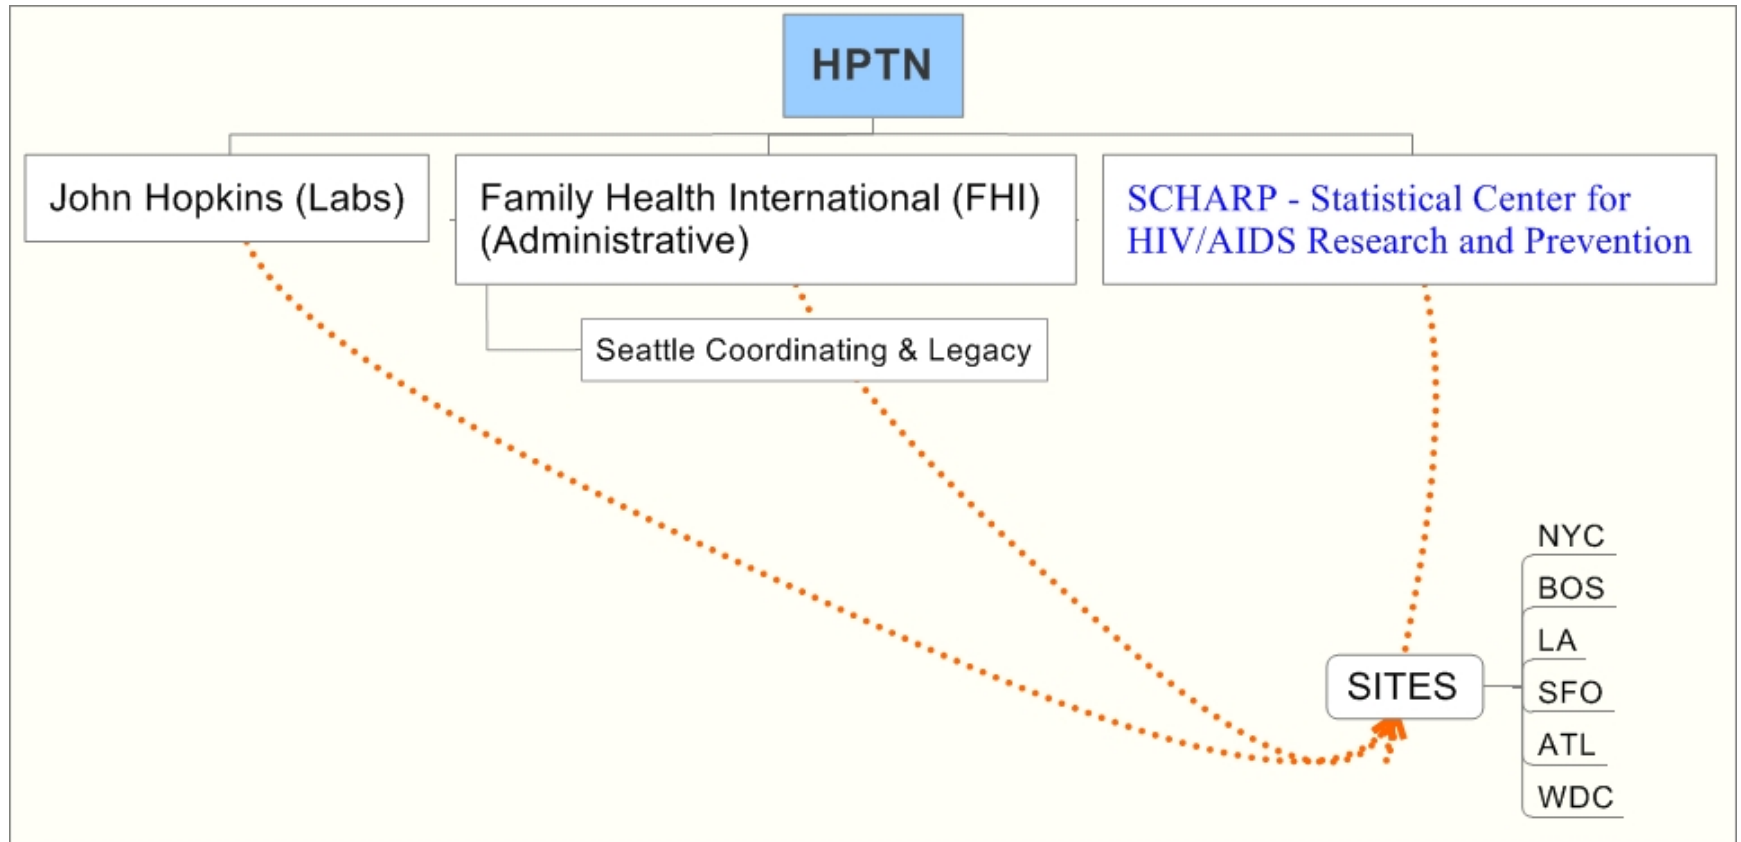 HPTN
John Hopkins (Labs)
Family Health International (FHI)
(Administrative)
SCHARP - Statistical Center for
HIV/AIDS Research and Prevention
Seattle Coordinating & Legacy
SITES
NYC
BOS
LA
SFO
ATL
WDC